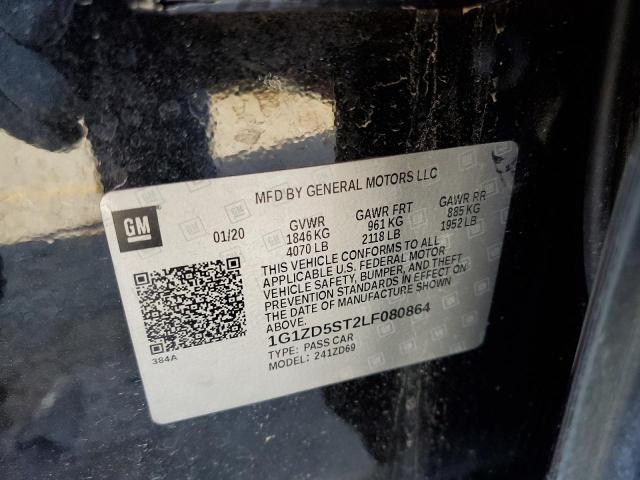 MFD BY GENERAL MOTORS LLC
GM
01/20
GVWR GAWR FRT GAWR RR
1846 KG 961 KG 885 KG
4070 LB 2118 LB 1952 LB
THIS VEHICLE CONFORMS TO ALL
APPLICABLE U.S. FEDERAL MOTOR
VEHICLE SAFETY, BUMPER, AND THEFT
PREVENTION STANDARDS IN EFFECT ON
THE DATE OF MANUFACTURE SHOWN
ABOVE.
1G1ZD5ST2LF080864
TYPE: PASS CAR
MODEL: 241ZD69
384A